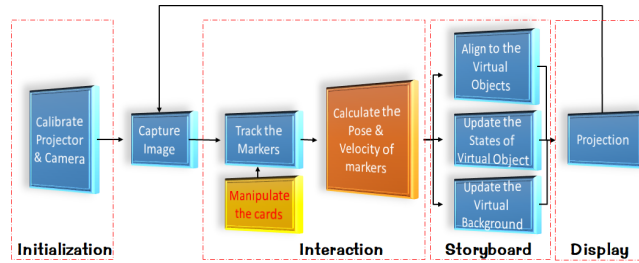 Calibrate
Projector
& Camera
Capture
Image
Track the
Markers
Manipulate
the cards
Calculate the
Pose &
Velocity of
markers
Align to the
Virtual
Objects
Update the
States of
Virtual Object
Update the
Virtual
Background
Projection
Initialization
Interaction
Storyboard
Display